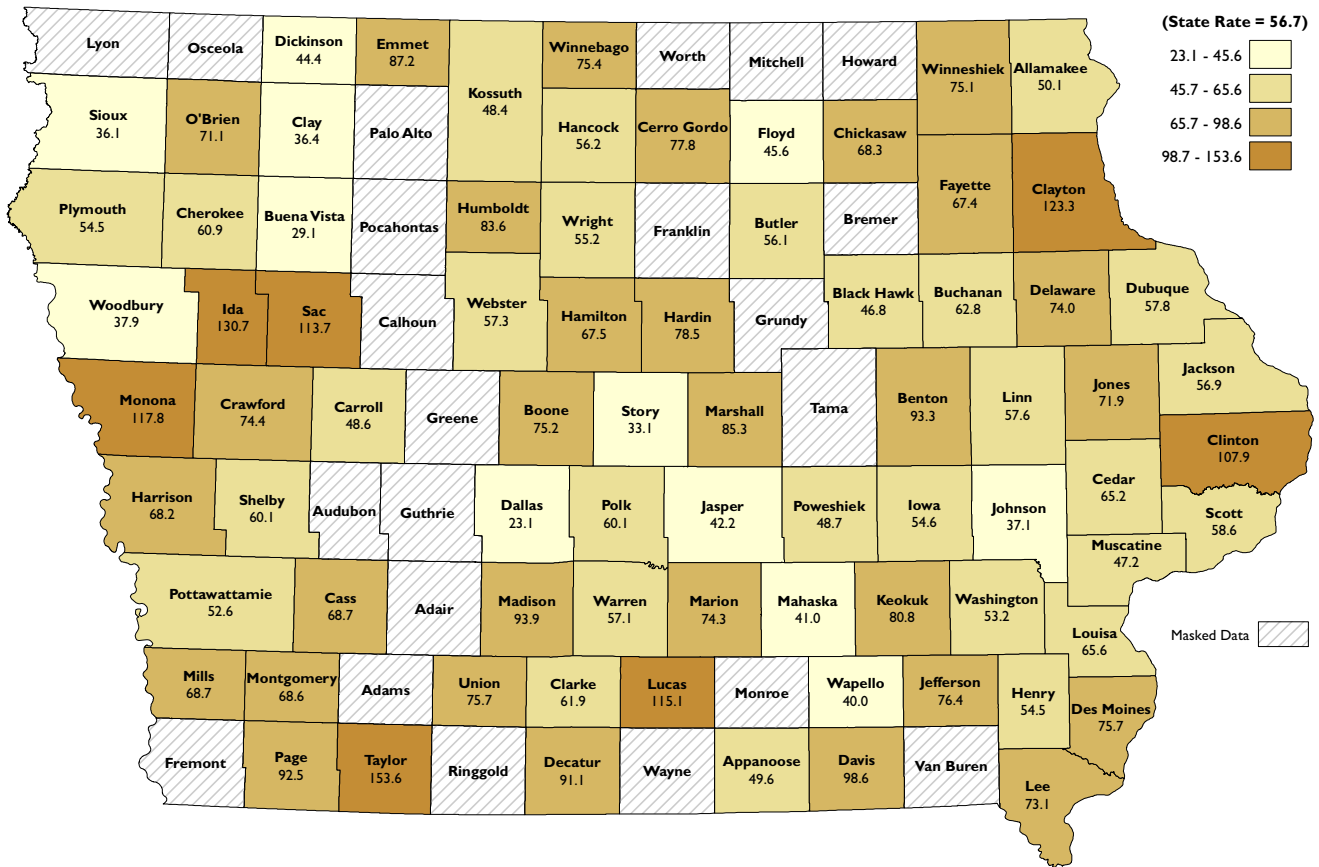 (State Rate = 56.7)
23.1 - 45.6
45.7 - 65.6
65.7 - 98.6
98.7 - 153.6
Lyon
Osceola
Dickinson
44.4
Emmet
87.2
Kossuth
48.4
Winnebago
75.4
Worth
Mitchell
Howard
Winneshiek
75.1
Allamakee
50.1
Sioux
36.1
O'Brien
71.1
Clay
36.4
Palo Alto
Hancock
56.2
Cerro Gordo
77.8
Floyd
45.6
Chickasaw
68.3
Plymouth
54.5
Cherokee
60.9
Buena Vista
29.1
Pocahontas
Humboldt
83.6
Wright
55.2
Franklin
Butler
56.1
Bremer
Fayette
67.4
Clayton
123.3
Woodbury
37.9
Ida
130.7
Sac
113.7
Calhoun
Webster
57.3
Hamilton
67.5
Hardin
78.5
Grundy
Black Hawk
46.8
Buchanan
62.8
Delaware
74.0
Dubuque
57.8
Monona
117.8
Crawford
74.4
Carroll
48.6
Greene
Boone
75.2
Story
33.1
Marshall
85.3
Tama
Benton
93.3
Linn
57.6
Jones
71.9
Jackson
56.9
Clinton
107.9
Harrison
68.2
Shelby
60.1
Audubon
Guthrie
Dallas
23.1
Polk
60.1
Jasper
42.2
Poweshiek
48.7
Iowa
54.6
Johnson
37.1
Cedar
65.2
Scott
58.6
Muscatine
47.2
Pottawattamie
52.6
Cass
68.7
Adair
Madison
93.9
Warren
57.1
Marion
74.3
Mahaska
41.0
Keokuk
80.8
Washington
53.2
Louisa
65.6
Masked Data
Mills
68.7
Montgomery
68.6
Adams
Union
75.7
Clarke
61.9
Lucas
115.1
Monroe
Wapello
40.0
Jefferson
76.4
Henry
54.5
Des Moines
75.7
Fremont
Page
92.5
Taylor
153.6
Ringgold
Decatur
91.1
Wayne
Appanoose
49.6
Davis
98.6
Van Buren
Lee
73.1